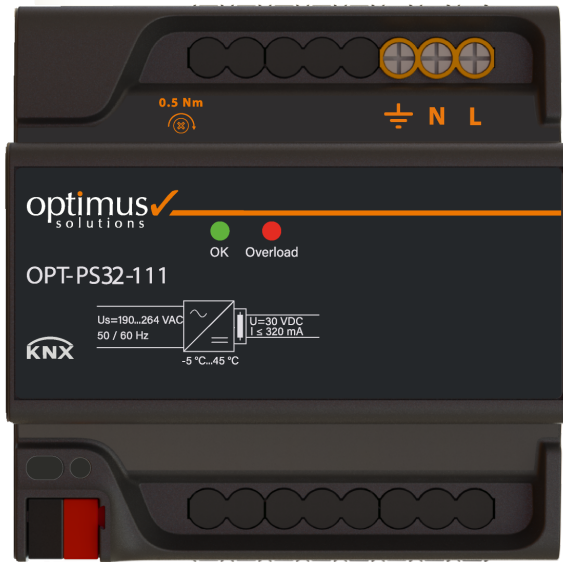 0.5 Nm
N L
optimus
solutions
OK Overload
OPT-PS32-111
Us=190...264 VAC
50 / 60 Hz
U=30 VDC
I ≤ 320 mA
-5 °C...45 °C
KNX